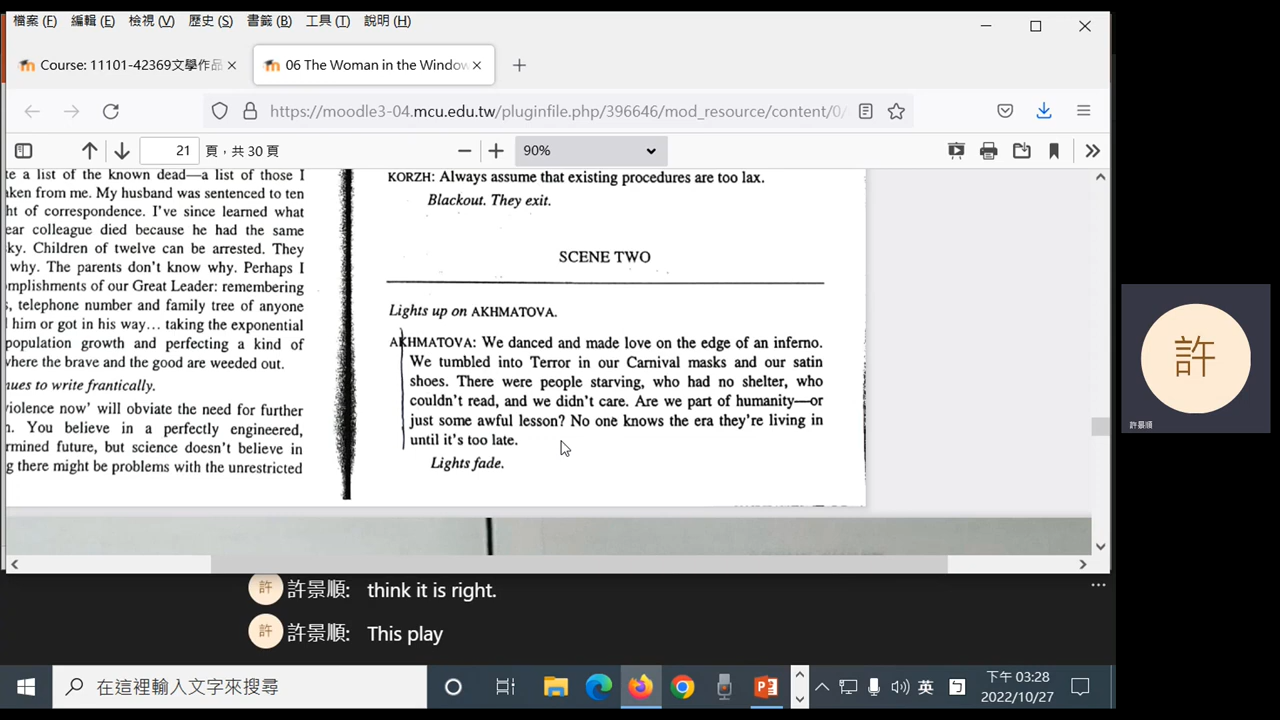 檔案 (F) 編輯 (E) 檢視 (V) 歷史 (S) 書籤 (B) 工具 (T) 說明 (H)
Course: 11101-42369文學作品
06 The Woman in the Window
https://moodle3-04.mcu.edu.tw/pluginfile.php/396646/mod_resource/content/0/
21 頁，共 30 頁
90%
te a list of the known dead—a list of those I
ken from me. My husband was sentenced to ten
ht of correspondence. I've since learned what
ear colleague died because he had the same
ky. Children of twelve can be arrested. They
why. The parents don't know why. Perhaps I
mplishments of our Great Leader: remembering
, telephone number and family tree of anyone
him or got in his way... taking the exponential
population growth and perfecting a kind of
where the brave and the good are weeded out.
nues to write frantically.
violence now' will obviate the need for further
n. You believe in a perfectly engineered,
rmined future, but science doesn't believe in
g there might be problems with the unrestricted
KORZH: Always assume that existing procedures are too lax.
Blackout. They exit.
SCENE TWO
Lights up on AKHMATOVA.
AKHMATOVA: We danced and made love on the edge of an inferno.
We tumbled into Terror in our Carnival masks and our satin
shoes. There were people starving, who had no shelter, who
couldn't read, and we didn't care. Are we part of humanity—or
just some awful lesson? No one knows the era they're living in
until it's too late.
Lights fade.
許
許景順
許 許景順: think it is right.
許 許景順: This play
在這裡輸入文字來搜尋
英
下午 03:28
2022/10/27